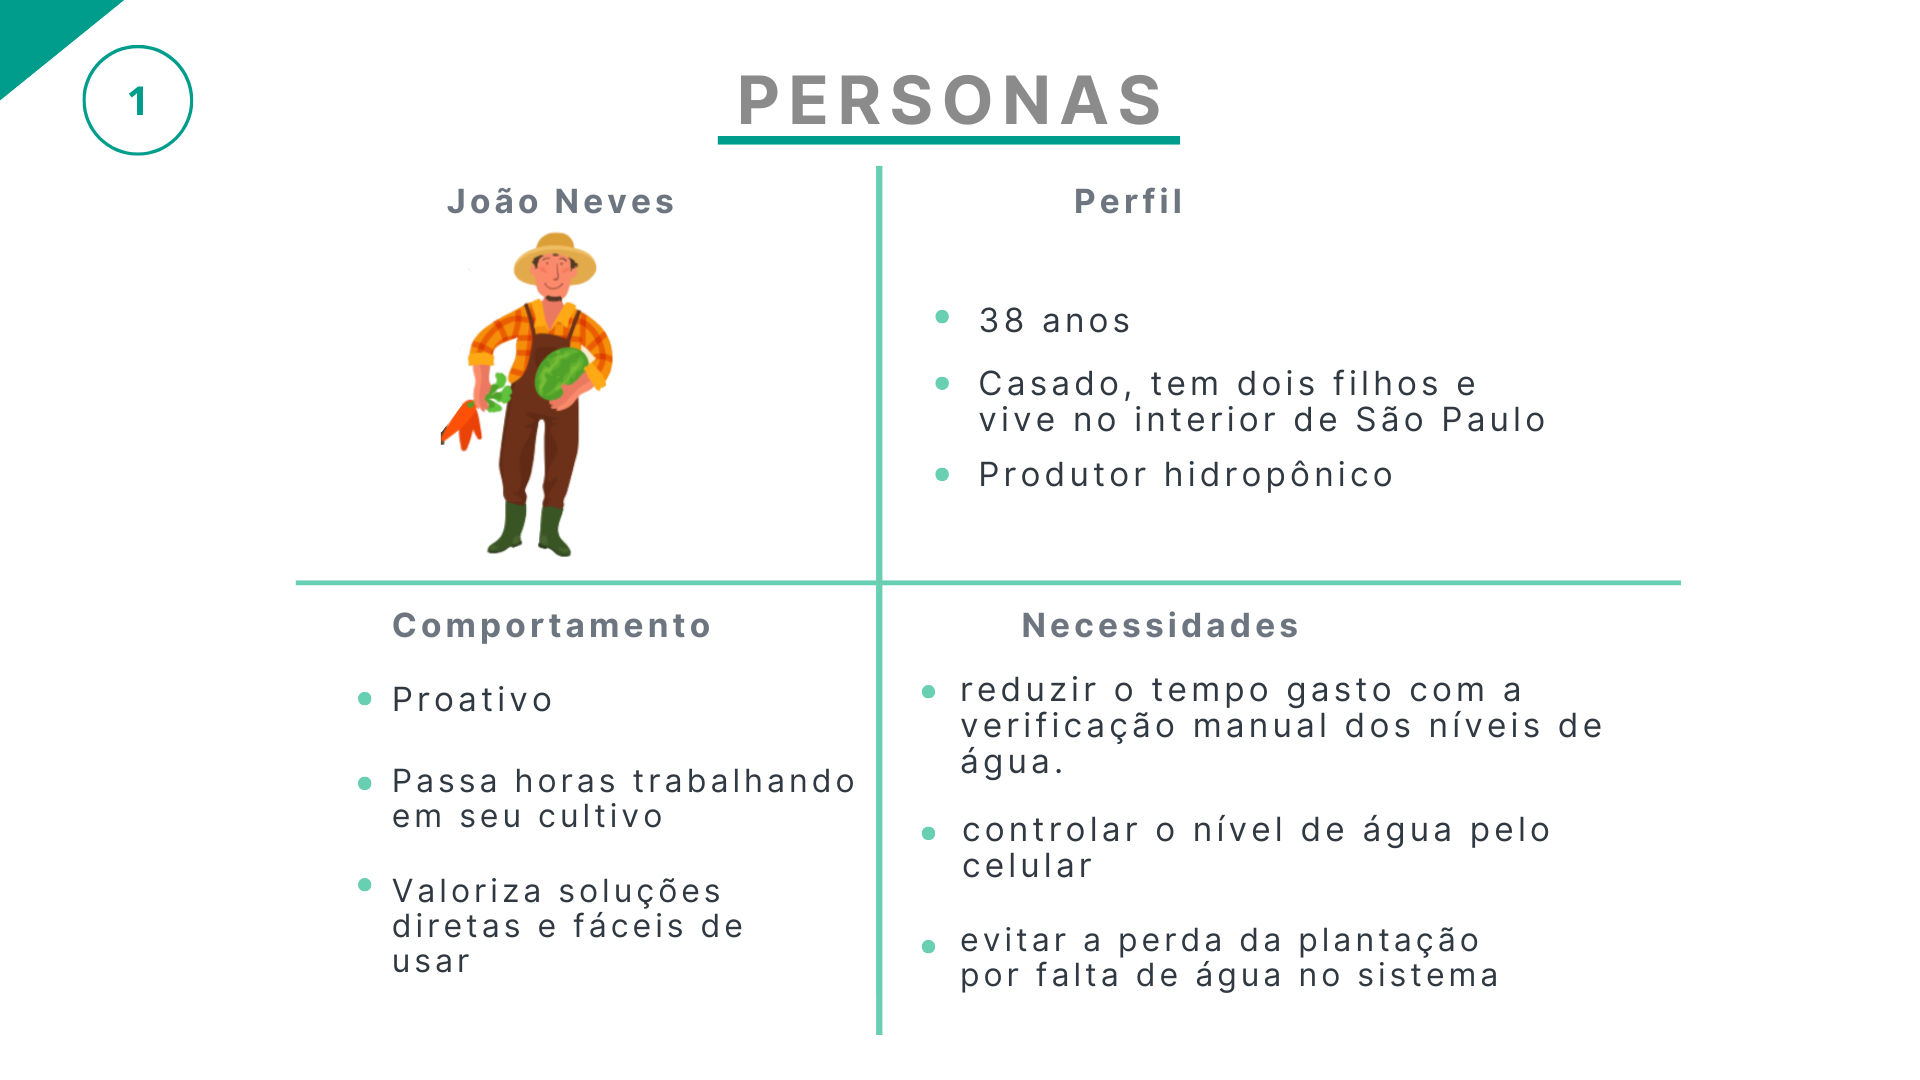 1
PERSONAS
João Neves
Perfil
38 anos
Casado, tem dois filhos e
vive no interior de São Paulo
Produtor hidropônico
Comportamento
Proativo
Passa horas trabalhando
em seu cultivo
Valoriza soluções
diretas e fáceis de
usar
Necessidades
reduzir o tempo gasto com a
verificação manual dos níveis de
água.
controlar o nível de água pelo
celular
evitar a perda da plantação
por falta de água no sistema